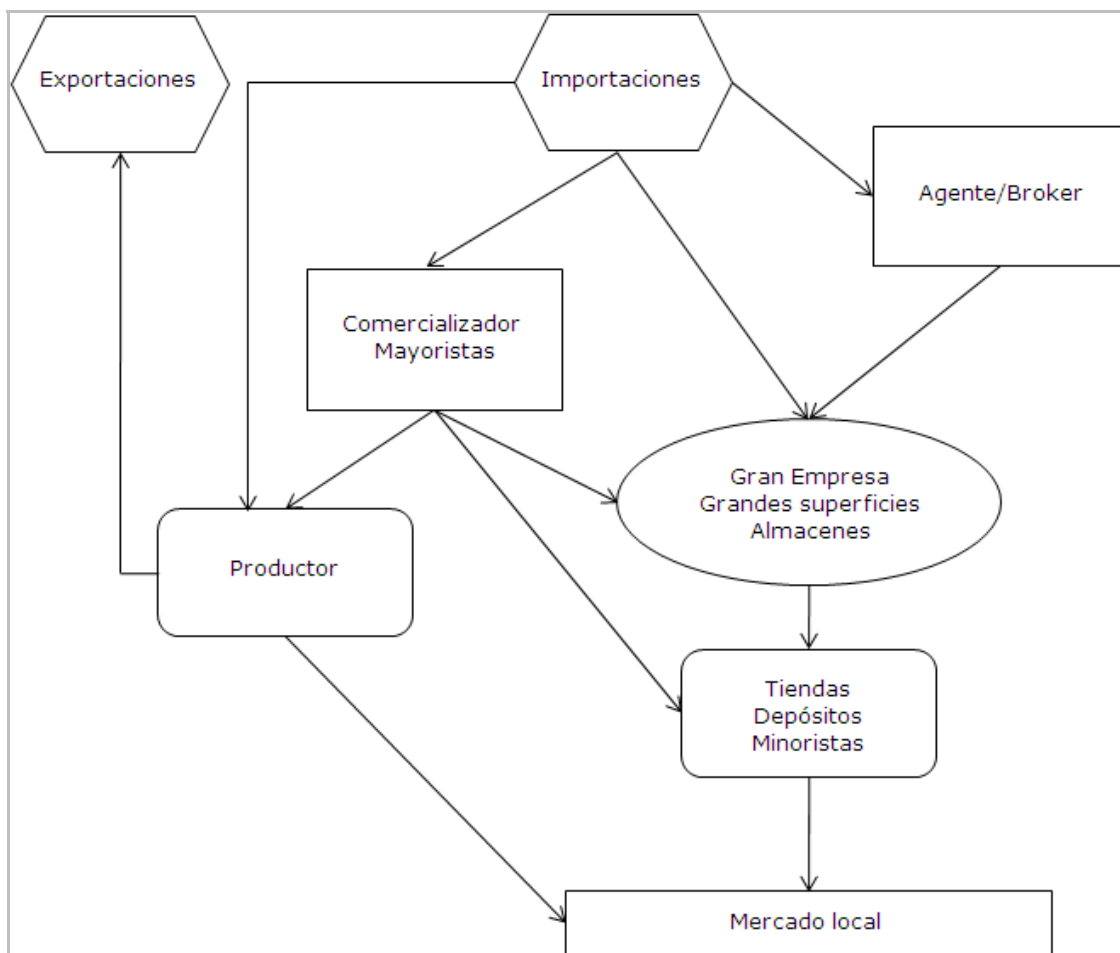 Exportaciones
Importaciones
Agente/Broker
Comercializador
Mayoristas
Gran Empresa
Grandes superficies
Almacenes
Productor
Tiendas
Depósitos
Minoristas
Mercado local